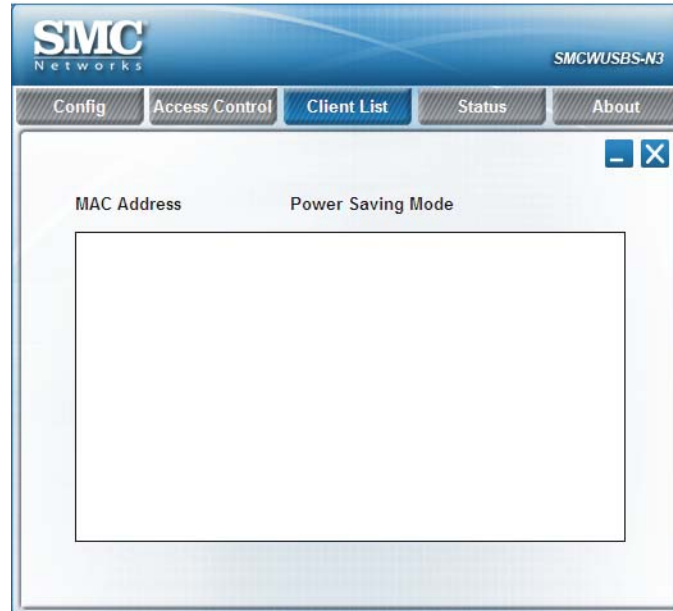 SMC
Networks
SMCWUSBS-N3
Config Access Control Client List Status About
MAC Address Power Saving Mode